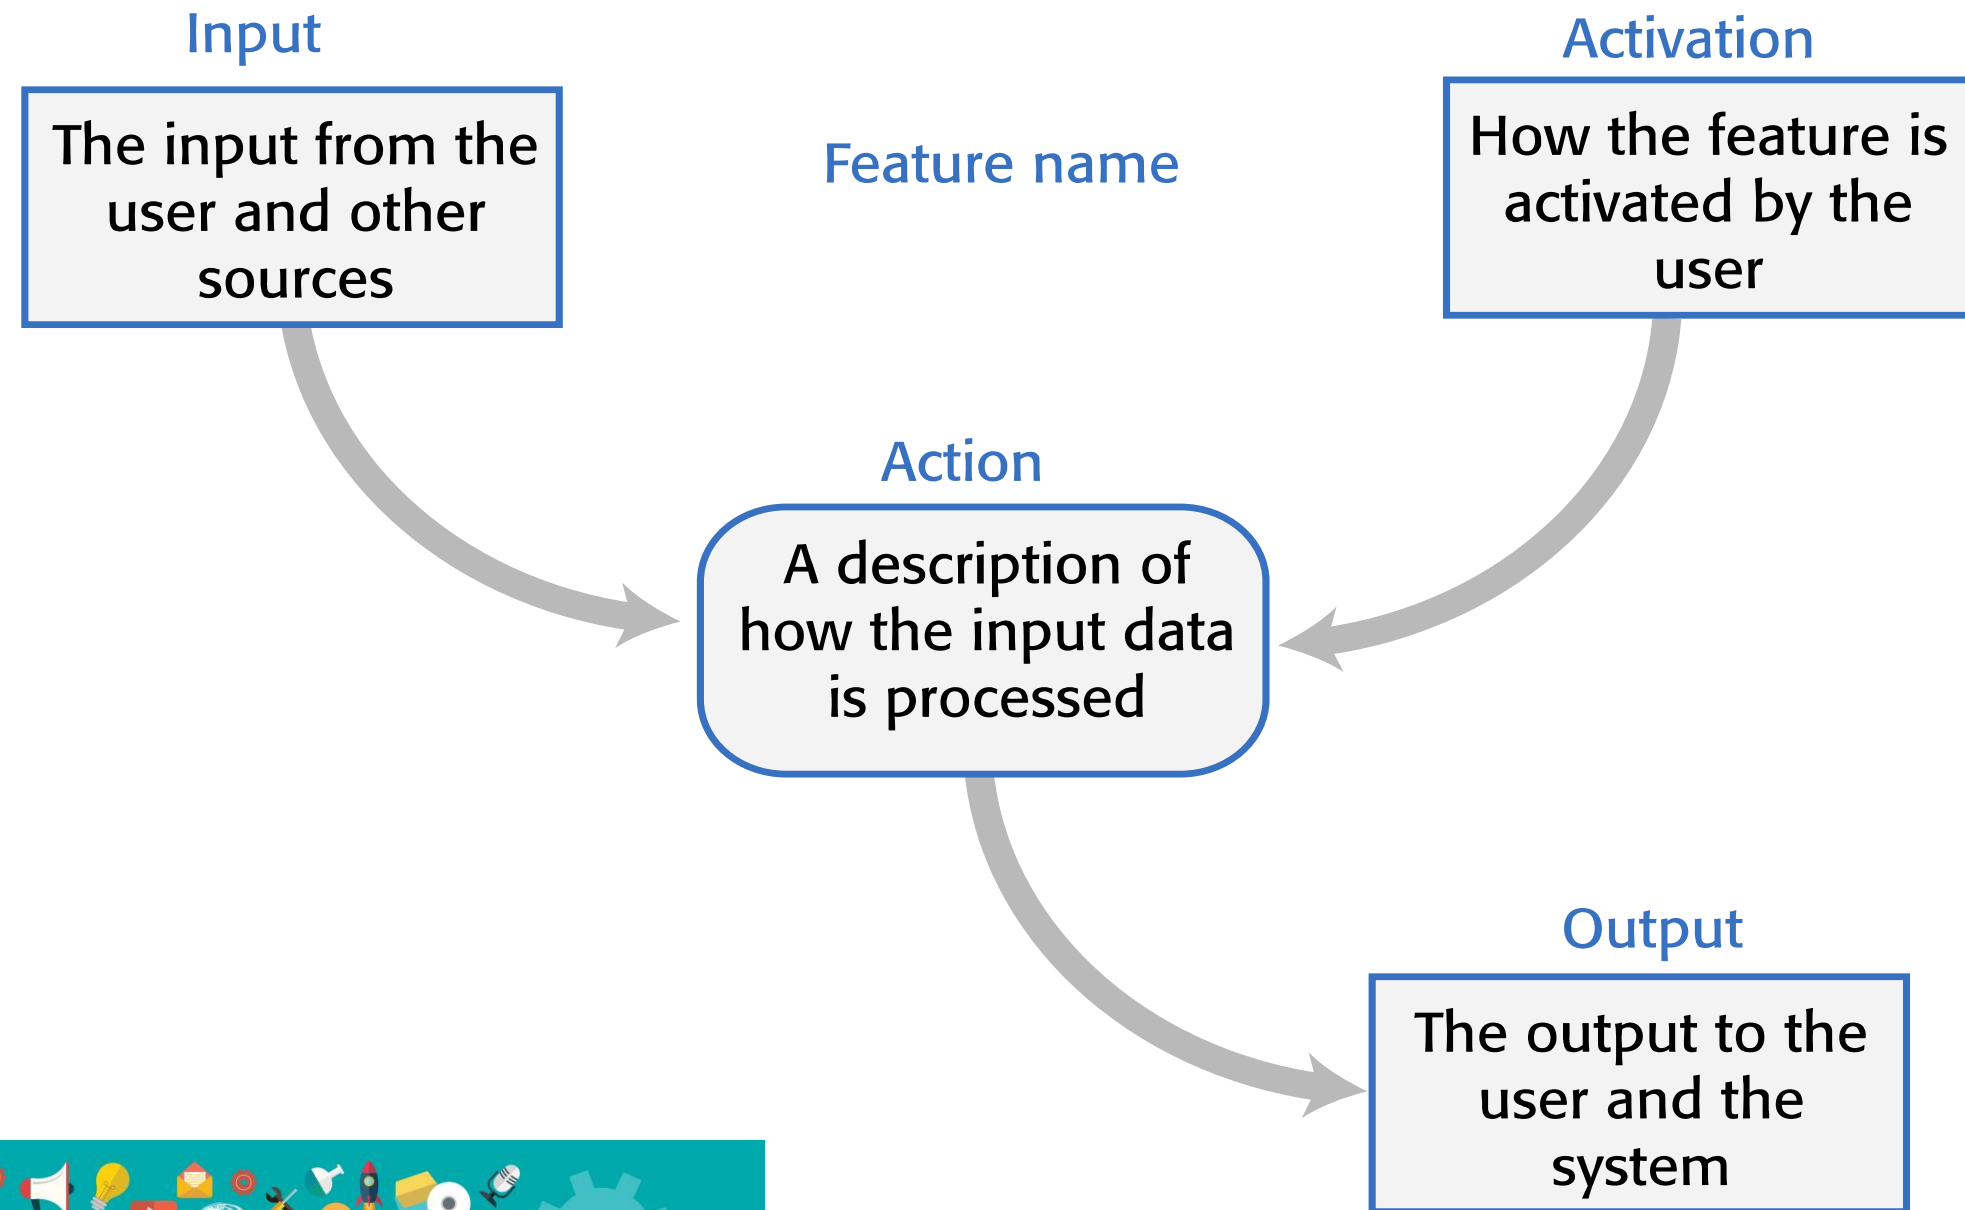 Input
The input from the
user and other
sources
Feature name
Activation
How the feature is
activated by the
user
Action
A description of
how the input data
is processed
Output
The output to the
user and the
system